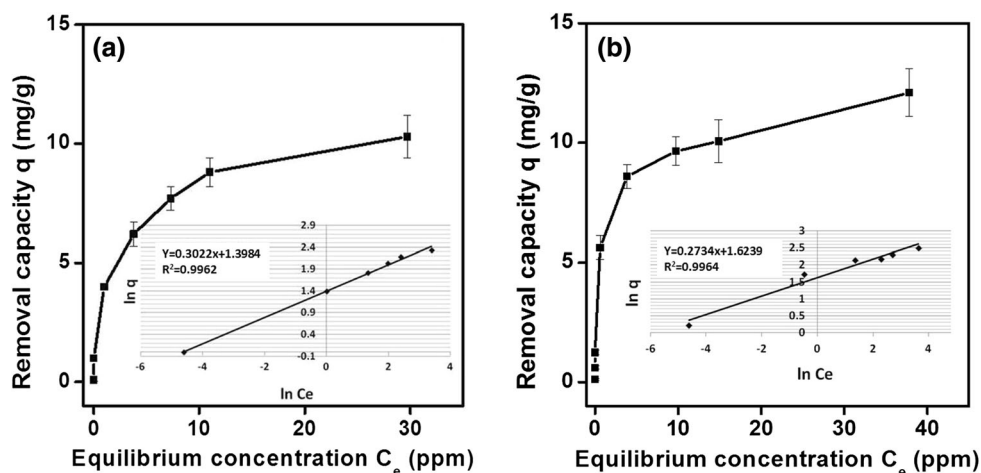 (a)
Removal capacity q (mg/g)
15
10
5
0
0 10 20 30
Equilibrium concentration Ce (ppm)
Y=0.3022x+1.3984
R²=0.9962
ln q
2.9
2.4
1.9
1.4
0.9
0.4
-0.1
-6 -4 -2 0 2 4
ln Ce
(b)
Removal capacity q (mg/g)
15
10
5
0
0 10 20 30 40
Equilibrium concentration Ce (ppm)
Y=0.2734x+1.6239
R²=0.9964
ln q
3
2.5
2
1.5
1
0.5
0
-6 -4 -2 0 2 4
ln Ce